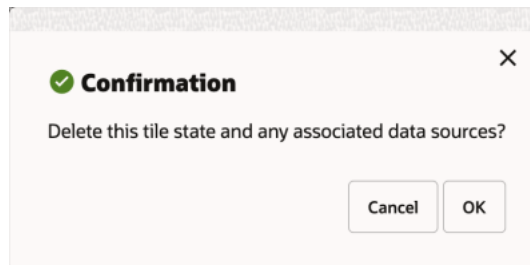 Confirmation
Delete this tile state and any associated data sources?
Cancel OK